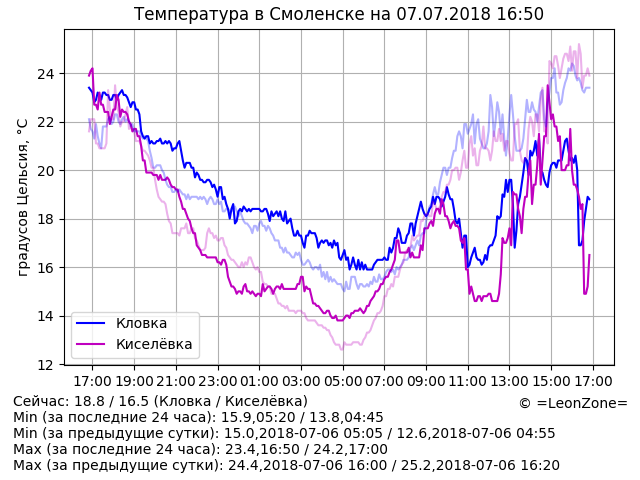 Температура в Смоленске на 07.07.2018 16:50
градусов Цельсия, °C
24
22
20
18
16
14
12
Кловка
Киселёвка
17:00 19:00 21:00 23:00 01:00 03:00 05:00 07:00 09:00 11:00 13:00 15:00 17:00
Сейчас: 18.8 / 16.5 (Кловка / Киселёвка)
© =LeonZone=
Min (за последние 24 часа): 15.9,05:20 / 13.8,04:45
Min (за предыдущие сутки): 15.0,2018-07-06 05:05 / 12.6,2018-07-06 04:55
Max (за последние 24 часа): 23.4,16:50 / 24.2,17:00
Max (за предыдущие сутки): 24.4,2018-07-06 16:00 / 25.2,2018-07-06 16:20